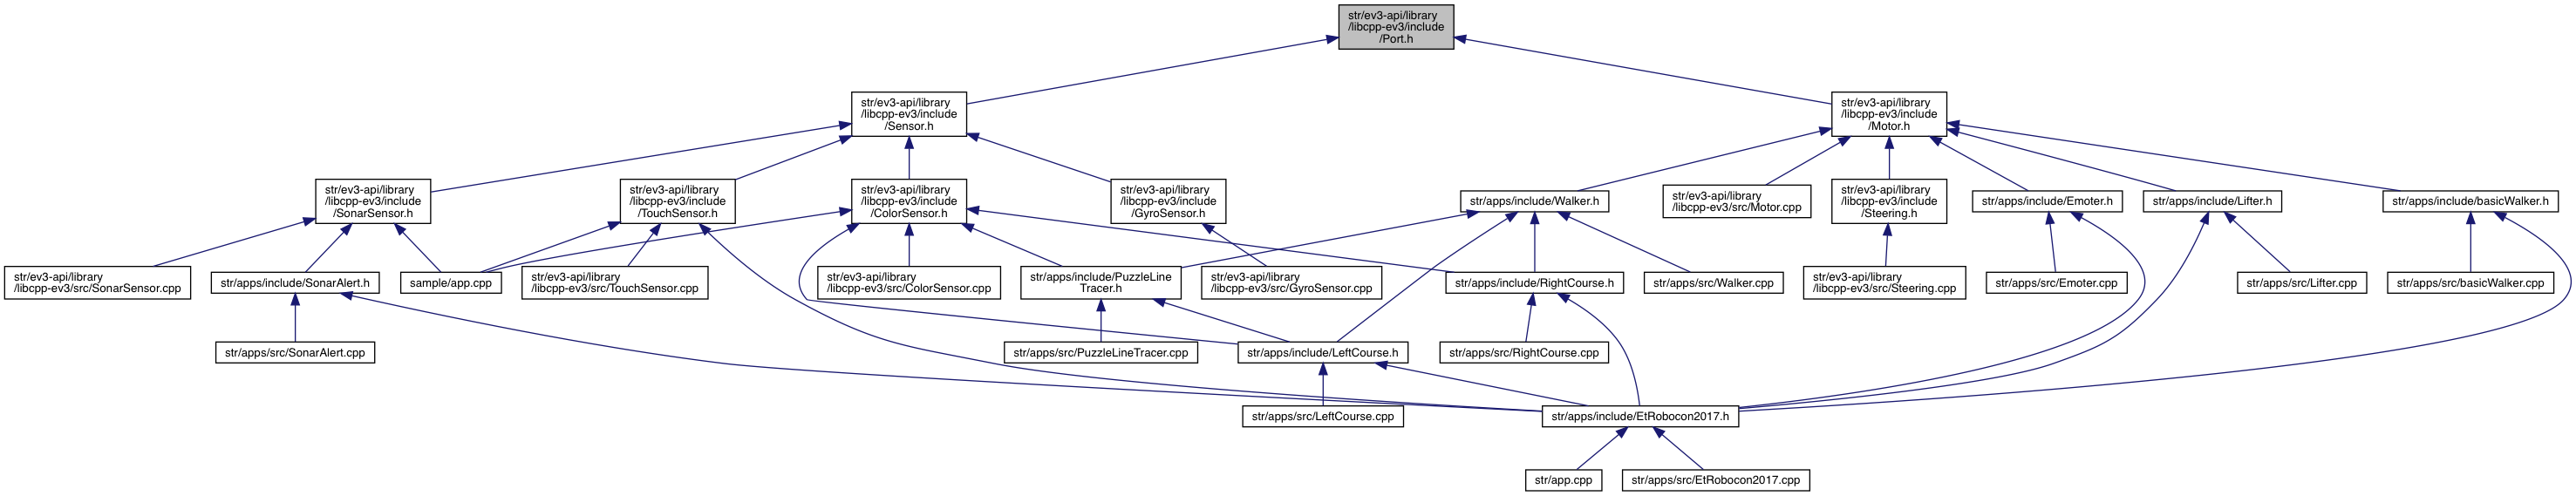 str/ev3-api/library
/libcpp-ev3/include
/Port.h
str/ev3-api/library
/libcpp-ev3/include
/Sensor.h
str/ev3-api/library
/libcpp-ev3/include
/Motor.h
str/ev3-api/library
/libcpp-ev3/include
/SonarSensor.h
str/ev3-api/library
/libcpp-ev3/include
/TouchSensor.h
str/ev3-api/library
/libcpp-ev3/include
/ColorSensor.h
str/ev3-api/library
/libcpp-ev3/include
/GyroSensor.h
str/apps/include/Walker.h
str/ev3-api/library
/libcpp-ev3/src/Motor.cpp
str/ev3-api/library
/libcpp-ev3/include
/Steering.h
str/apps/include/Emoter.h
str/apps/include/Lifter.h
str/apps/include/basicWalker.h
str/ev3-api/library
/libcpp-ev3/src/SonarSensor.cpp
str/apps/include/SonarAlert.h
sample/app.cpp
str/ev3-api/library
/libcpp-ev3/src/TouchSensor.cpp
str/ev3-api/library
/libcpp-ev3/src/ColorSensor.cpp
str/apps/include/PuzzleLine
Tracer.h
str/ev3-api/library
/libcpp-ev3/src/GyroSensor.cpp
str/apps/include/RightCourse.h
str/apps/src/Walker.cpp
str/ev3-api/library
/libcpp-ev3/src/Steering.cpp
str/apps/src/Emoter.cpp
str/apps/src/Lifter.cpp
str/apps/src/basicWalker.cpp
str/apps/src/SonarAlert.cpp
str/apps/src/PuzzleLineTracer.cpp
str/apps/include/LeftCourse.h
str/apps/src/RightCourse.cpp
str/apps/src/LeftCourse.cpp
str/apps/include/EtRobocon2017.h
str/app.cpp
str/apps/src/EtRobocon2017.cpp